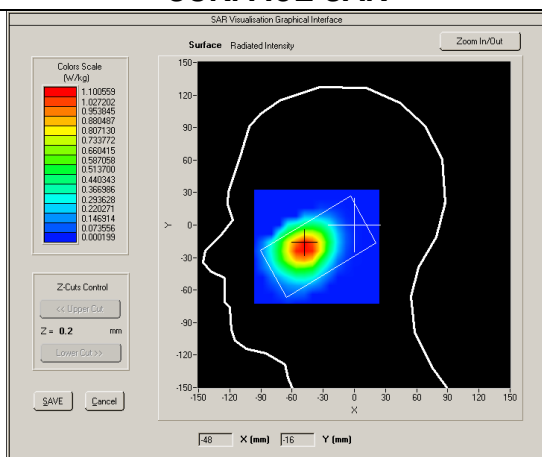 SAR Visualisation Graphical Interface
Surface Radiated Intensity
Zoom In/Out
Colors Scale
(W/kg)
1.100559
1.027202
0.953845
0.880487
0.807130
0.733772
0.660415
0.587058
0.513700
0.440343
0.366986
0.293628
0.220271
0.146914
0.073556
0.000199
Z-Cuts Control
<< Upper Cut
Z = 0.2 mm
Lower Cut >>
SAVE Cancel
150-
120-
90-
60-
30-
0-
-30-
-60-
-90-
-120-
-150-
Y
-150 -120 -90 -60 -30 0 30 60 90 120 150
X
-48 X (mm) -16 Y (mm)